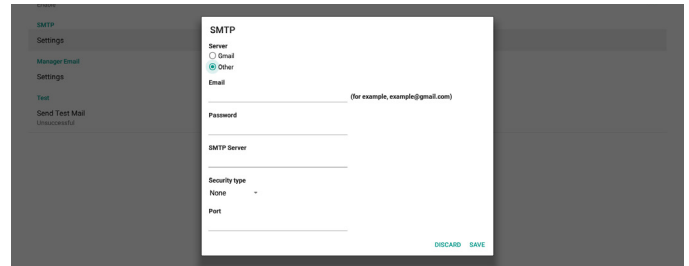 Enable
SMTP
Settings
Manager Email
Settings
Test
Send Test Mail
Unsuccessful
SMTP
Server
Gmail
Other
Email
(for example, example@gmail.com)
Password
SMTP Server
Security type
None
Port
DISCARD SAVE